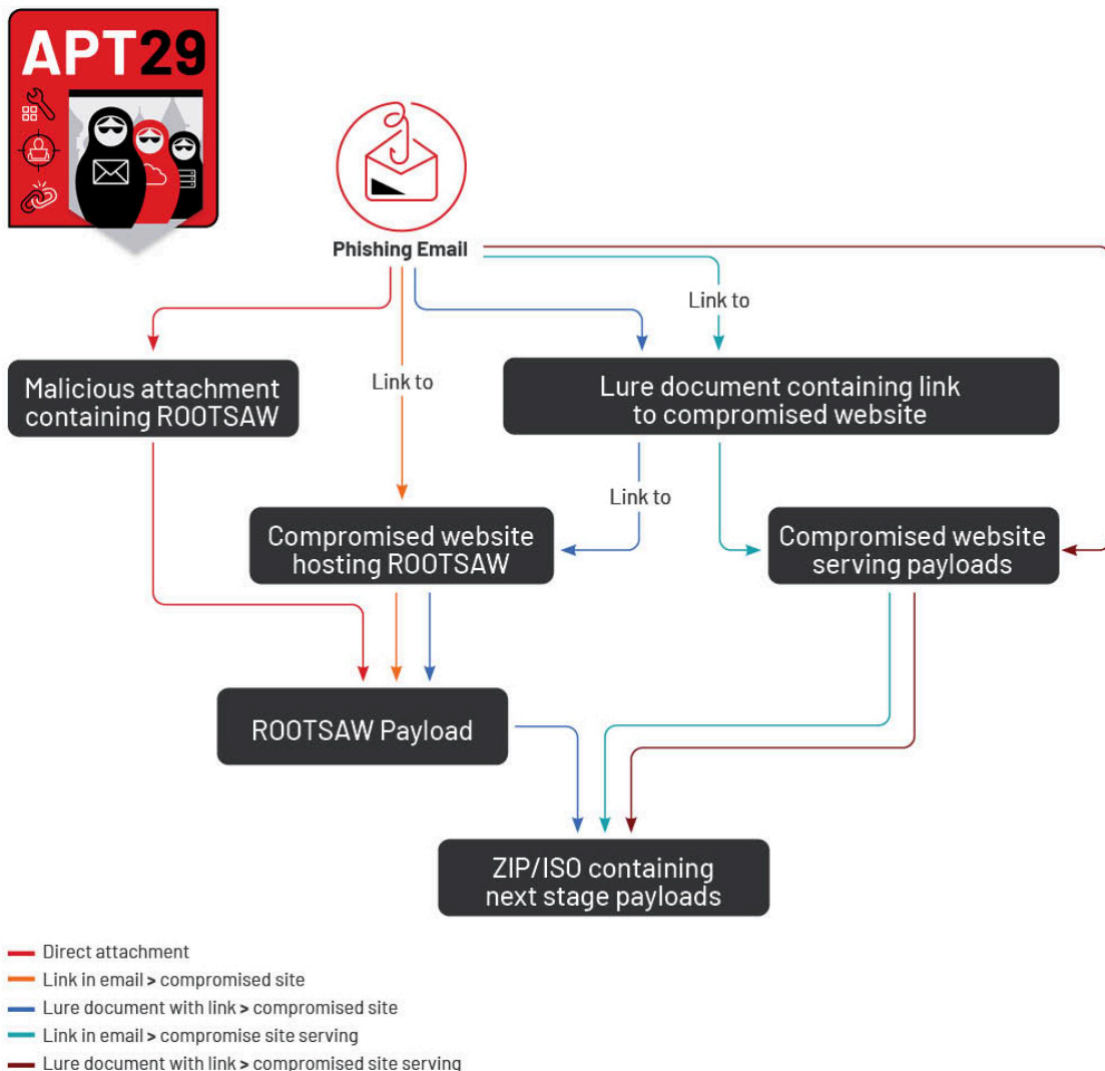 APT29
Phishing Email
Link to
Malicious attachment
containing ROOTSAW
Link to
Lure document containing link
to compromised website
Link to
Compromised website
hosting ROOTSAW
Compromised website
serving payloads
ROOTSAW Payload
ZIP/ISO containing
next stage payloads
Direct attachment
Link in email > compromised site
Lure document with link > compromised site
Link in email > compromise site serving
Lure document with link > compromised site serving